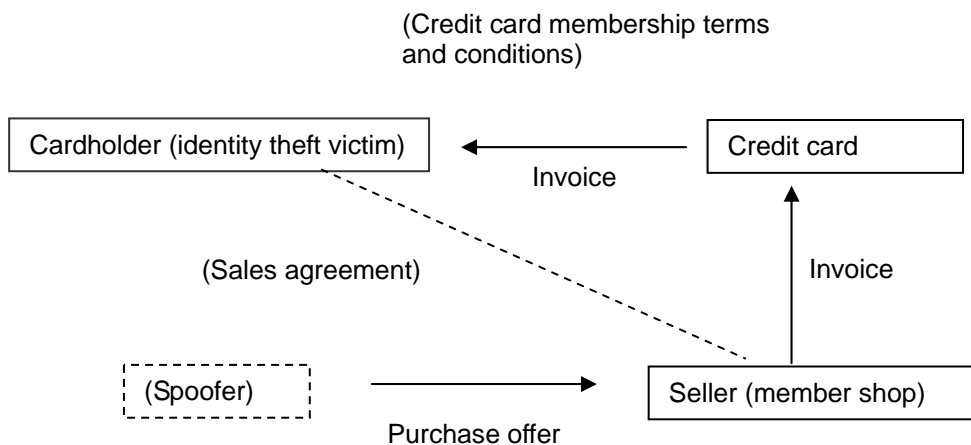 (Credit card membership terms
and conditions)
Cardholder (identity theft victim)
Credit card
Invoice
(Sales agreement)
Invoice
(Spoofer)
Seller (member shop)
Purchase offer